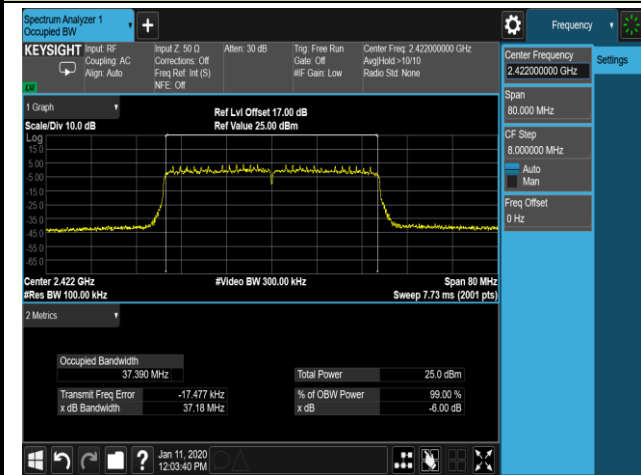 Spectrum Analyzer 1
Occupied BW
Frequency
KEYSIGHT
Input: RF
Coupling: AC
Align: Auto
Input Z: 50 Ω
Corrections: Off
Freq Ref: Int (S)
NFE: Off
Atten: 30 dB
Trig: Free Run
Gate: Off
#IF Gain: Low
Center Freq: 2.422000000 GHz
Avg|Hold:>10/10
Radio Std: None
Center Frequency
2.422000000 GHz
Settings
Span
80.000 MHz
CF Step
8.000000 MHz
Auto
Man
Freq Offset
0 Hz
1 Graph
Scale/Div 10.0 dB
Ref Lvl Offset 17.00 dB
Ref Value 25.00 dBm
Log
15.0
5.00
-5.00
-15.0
-25.0
-35.0
-45.0
-55.0
-65.0
Center 2.422 GHz
#Video BW 300.00 kHz
Span 80 MHz
#Res BW 100.00 kHz
Sweep 7.73 ms (2001 pts)
2 Metrics
Occupied Bandwidth
37.390 MHz
Total Power 25.0 dBm
Transmit Freq Error -17.477 kHz
% of OBW Power 99.00 %
x dB Bandwidth 37.18 MHz
x dB -6.00 dB
Jan 11, 2020
12:03:40 PM